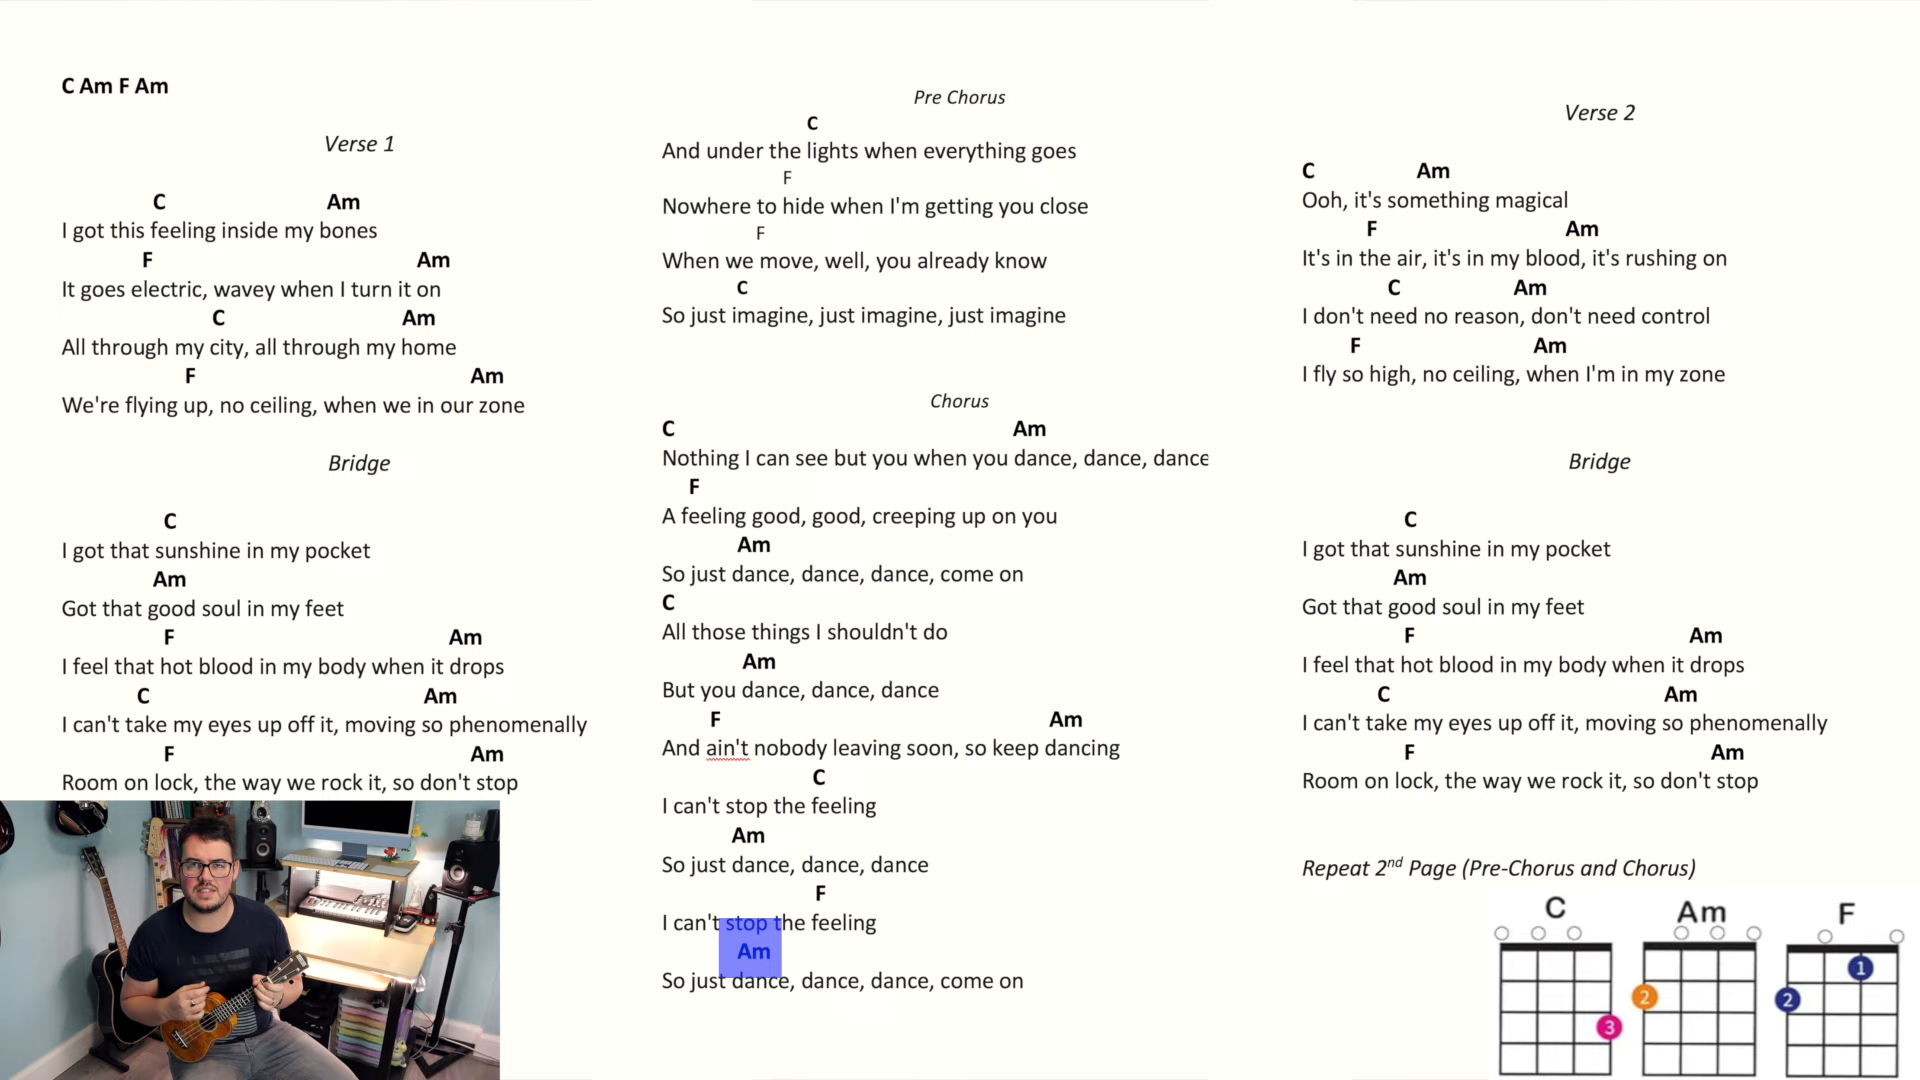 C Am F Am
Verse 1
C Am
I got this feeling inside my bones
F Am
It goes electric, wavey when I turn it on
C Am
All through my city, all through my home
F Am
We're flying up, no ceiling, when we in our zone
Bridge
C
I got that sunshine in my pocket
Am
Got that good soul in my feet
F Am
I feel that hot blood in my body when it drops
C Am
I can't take my eyes up off it, moving so phenomenally
F Am
Room on lock, the way we rock it, so don't stop
Pre Chorus
C
And under the lights when everything goes
F
Nowhere to hide when I'm getting you close
F
When we move, well, you already know
C
So just imagine, just imagine, just imagine
Chorus
C Am
Nothing I can see but you when you dance, dance, dance
F
A feeling good, good, creeping up on you
Am
So just dance, dance, dance, come on
C
All those things I shouldn't do
Am
But you dance, dance, dance
F Am
And ain't nobody leaving soon, so keep dancing
C
I can't stop the feeling
Am
So just dance, dance, dance
F
I can't stop the feeling
Am
So just dance, dance, dance, come on
Verse 2
C Am
Ooh, it's something magical
F Am
It's in the air, it's in my blood, it's rushing on
C Am
I don't need no reason, don't need control
F Am
I fly so high, no ceiling, when I'm in my zone
Bridge
C
I got that sunshine in my pocket
Am
Got that good soul in my feet
F Am
I feel that hot blood in my body when it drops
C Am
I can't take my eyes up off it, moving so phenomenally
F Am
Room on lock, the way we rock it, so don't stop
Repeat 2nd Page (Pre-Chorus and Chorus)
C Am F
3 2 2 1